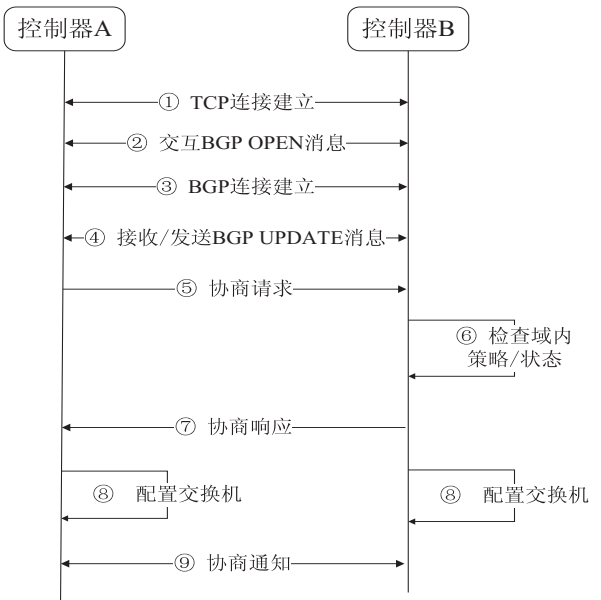 控制器A
控制器B
① TCP连接建立
② 交互BGP OPEN消息
③ BGP连接建立
④ 接收/发送BGP UPDATE消息
⑤ 协商请求
⑥ 检查域内
策略/状态
⑦ 协商响应
⑧ 配置交换机
⑧ 配置交换机
⑨ 协商通知